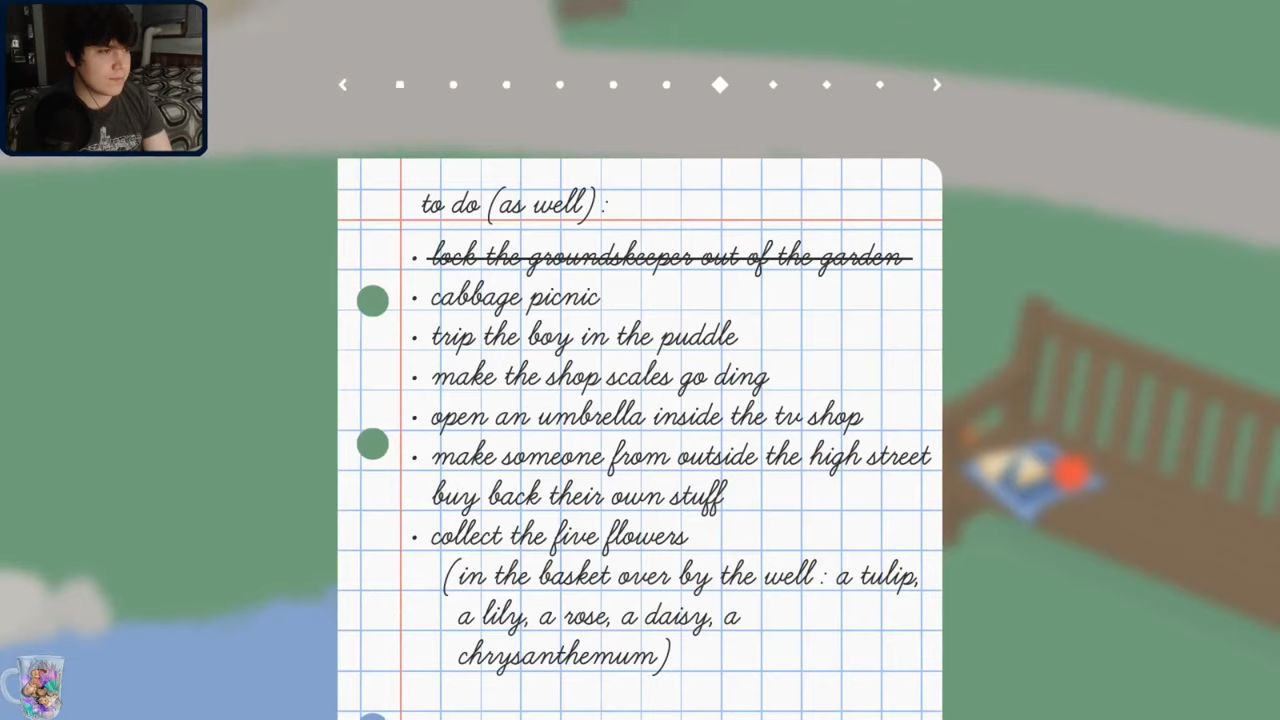 to do (as well) :
• lock the groundskeeper out of the garden
• cabbage picnic
• trip the boy in the puddle
• make the shop scales go ding
• open an umbrella inside the tv shop
• make someone from outside the high street
buy back their own stuff
• collect the five flowers
(in the basket over by the well : a tulip,
a lily, a rose, a daisy, a
chrysanthemum)